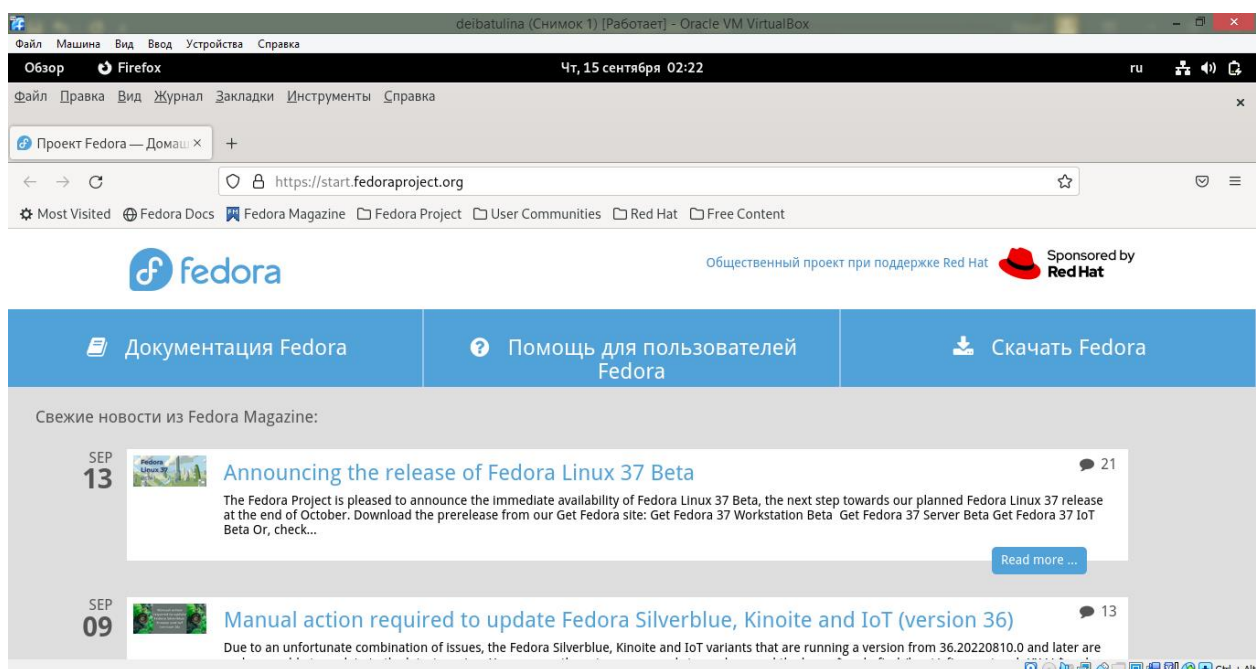 deibatulina (Снимок 1) [Работает] - Oracle VM VirtualBox
Файл Машина Вид Ввод Устройства Справка
Обзор Firefox Чт, 15 сентября 02:22 ru
Файл Правка Вид Журнал Закладки Инструменты Справка
Проект Fedora — Домаш
https://start.fedoraproject.org
Most Visited Fedora Docs Fedora Magazine Fedora Project User Communities Red Hat Free Content
fedora
Общественный проект при поддержке Red Hat
Sponsored by
Red Hat
Документация Fedora
Помощь для пользователей
Fedora
Скачать Fedora
Свежие новости из Fedora Magazine:
SEP
13
Fedora
Linux 37
Announcing the release of Fedora Linux 37 Beta
21
The Fedora Project is pleased to announce the immediate availability of Fedora Linux 37 Beta, the next step towards our planned Fedora Linux 37 release
at the end of October. Download the prerelease from our Get Fedora site: Get Fedora 37 Workstation Beta Get Fedora 37 Server Beta Get Fedora 37 IoT
Beta Or, check...
Read more ...
SEP
09
Manual action required to update Fedora Silverblue, Kinoite and IoT (version 36)
13
Due to an unfortunate combination of issues, the Fedora Silverblue, Kinoite and IoT variants that are running a version from 36.20220810.0 and later are